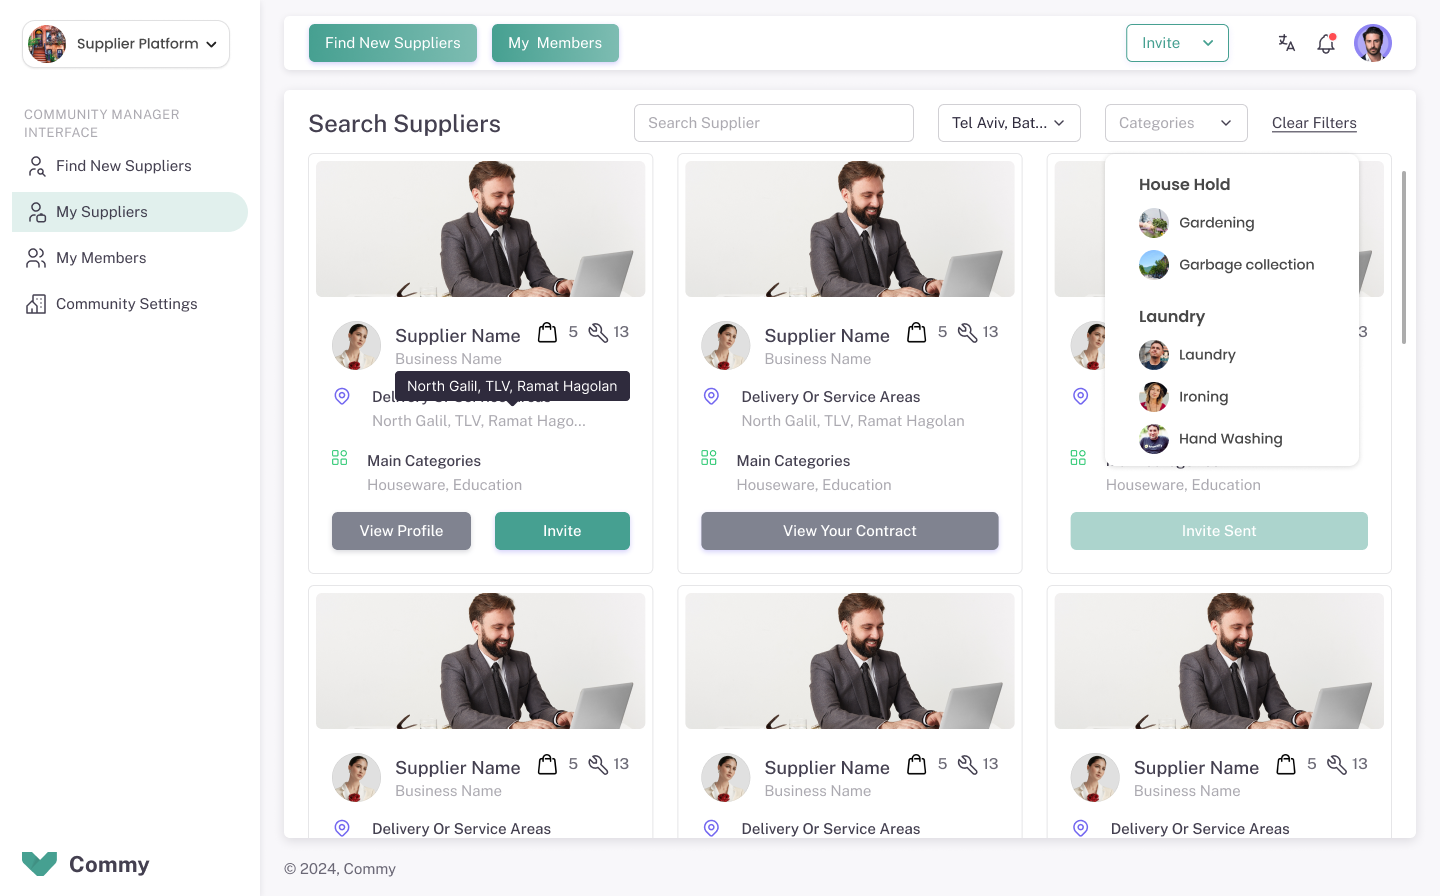 Supplier Platform
COMMUNITY MANAGER
INTERFACE
Find New Suppliers
My Suppliers
My Members
Community Settings
Commy
Find New Suppliers
My Members
Invite
Search Suppliers
Search Supplier
Tel Aviv, Bat...
Categories
Clear Filters
House Hold
Gardening
Garbage collection
Laundry
Laundry
Ironing
Hand Washing
Supplier Name
5
13
Business Name
North Galil, TLV, Ramat Hagolan
North Galil, TLV, Ramat Hago...
Main Categories
Houseware, Education
View Profile
Invite
Supplier Name
5
13
Business Name
Delivery Or Service Areas
North Galil, TLV, Ramat Hagolan
Main Categories
Houseware, Education
View Your Contract
3
Houseware, Education
Invite Sent
Supplier Name
5
13
Business Name
Delivery Or Service Areas
Supplier Name
5
13
Business Name
Delivery Or Service Areas
Supplier Name
5
13
Business Name
Delivery Or Service Areas
© 2024, Commy